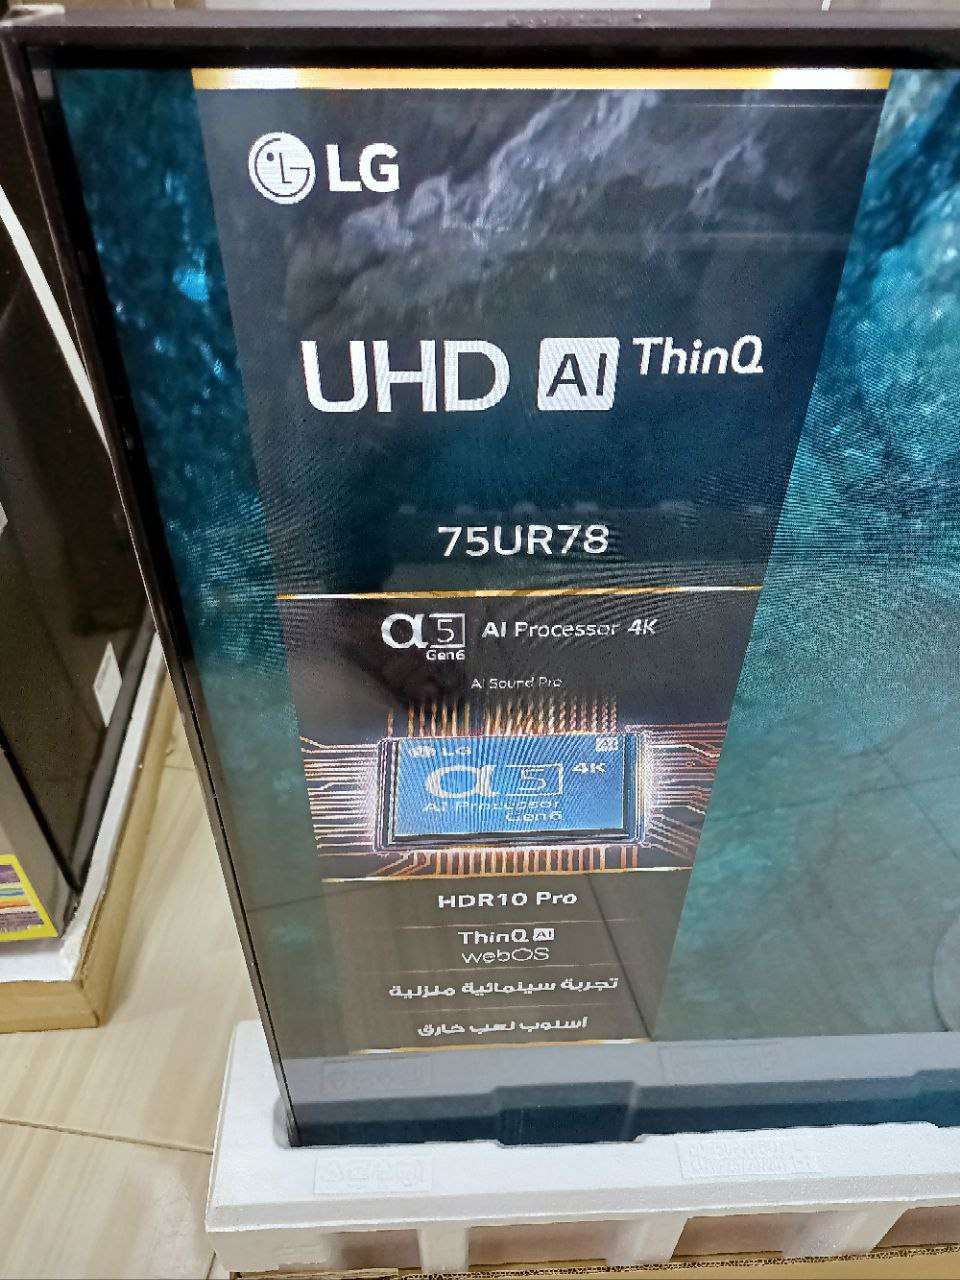 LG
UHD AI ThinQ
75UR78
α5 AI Processor 4K
Gen6
AI Sound Pro
LG AI
α5 4K
AI Processor
Gen6
HDR10 Pro
ThinQ AI
webOS
تجربة سينمائية منزلية
اسلوب لعب خارق